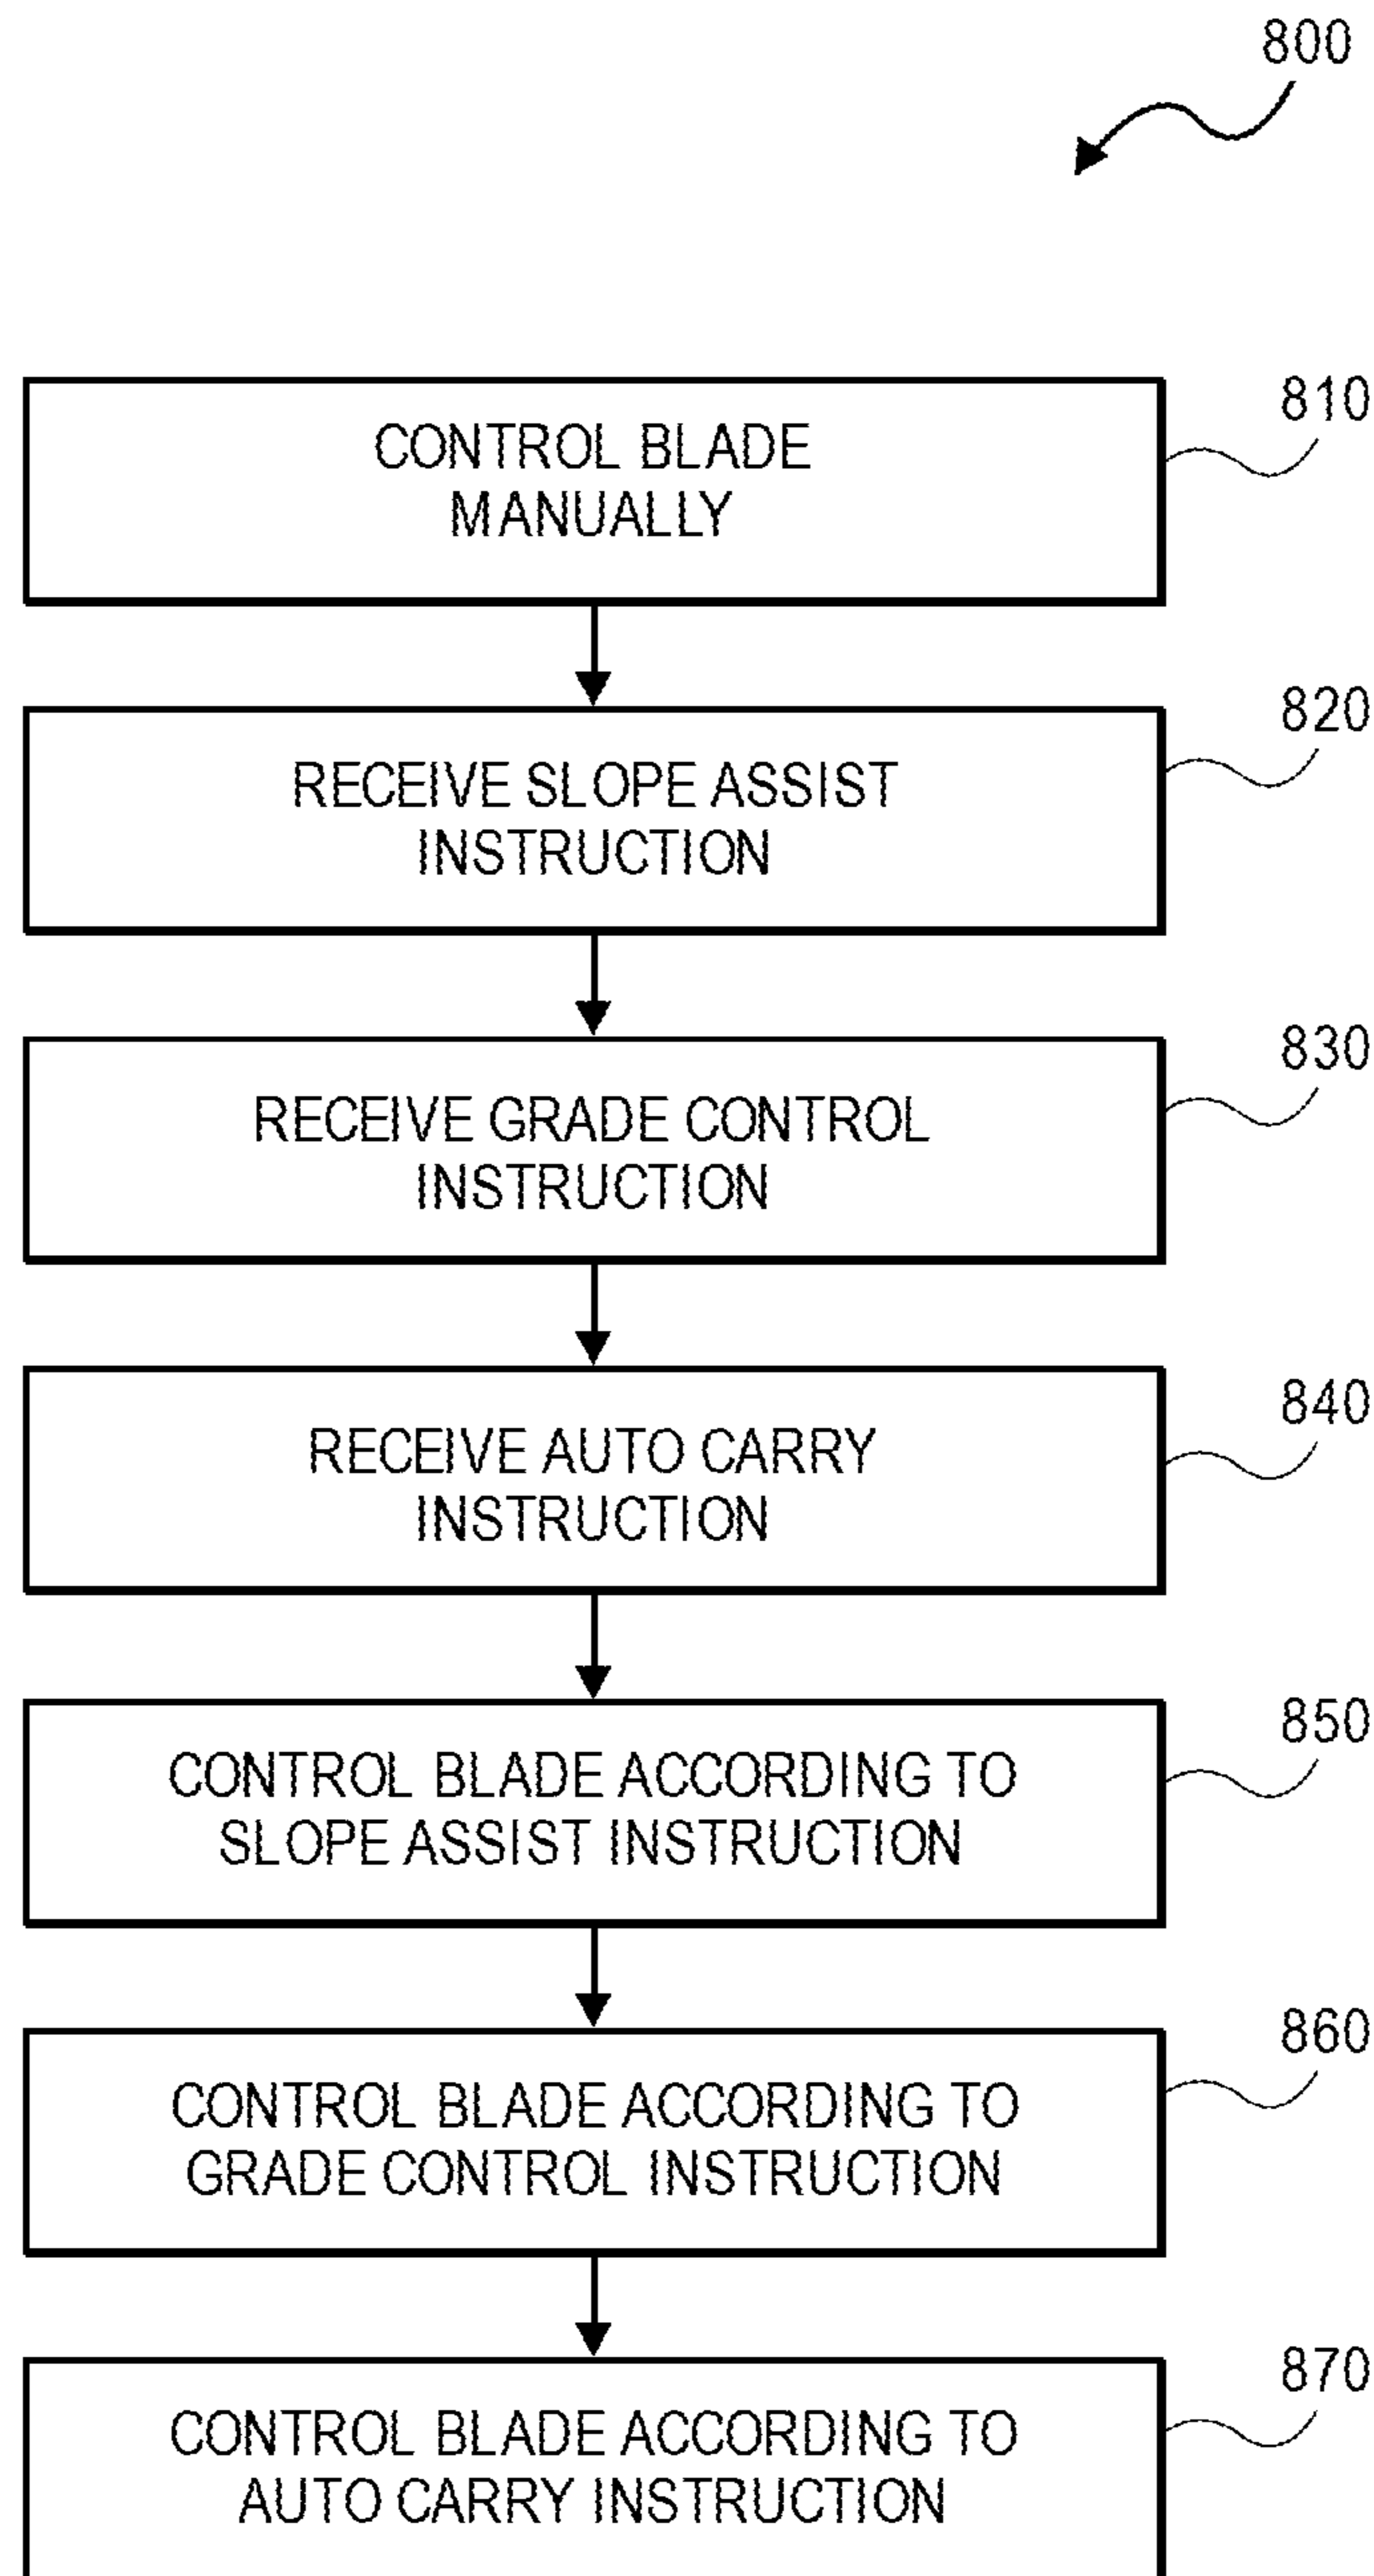 800
CONTROL BLADE
MANUALLY
810
RECEIVE SLOPE ASSIST
INSTRUCTION
820
RECEIVE GRADE CONTROL
INSTRUCTION
830
RECEIVE AUTO CARRY
INSTRUCTION
840
CONTROL BLADE ACCORDING TO
SLOPE ASSIST INSTRUCTION
850
CONTROL BLADE ACCORDING TO
GRADE CONTROL INSTRUCTION
860
CONTROL BLADE ACCORDING TO
AUTO CARRY INSTRUCTION
870